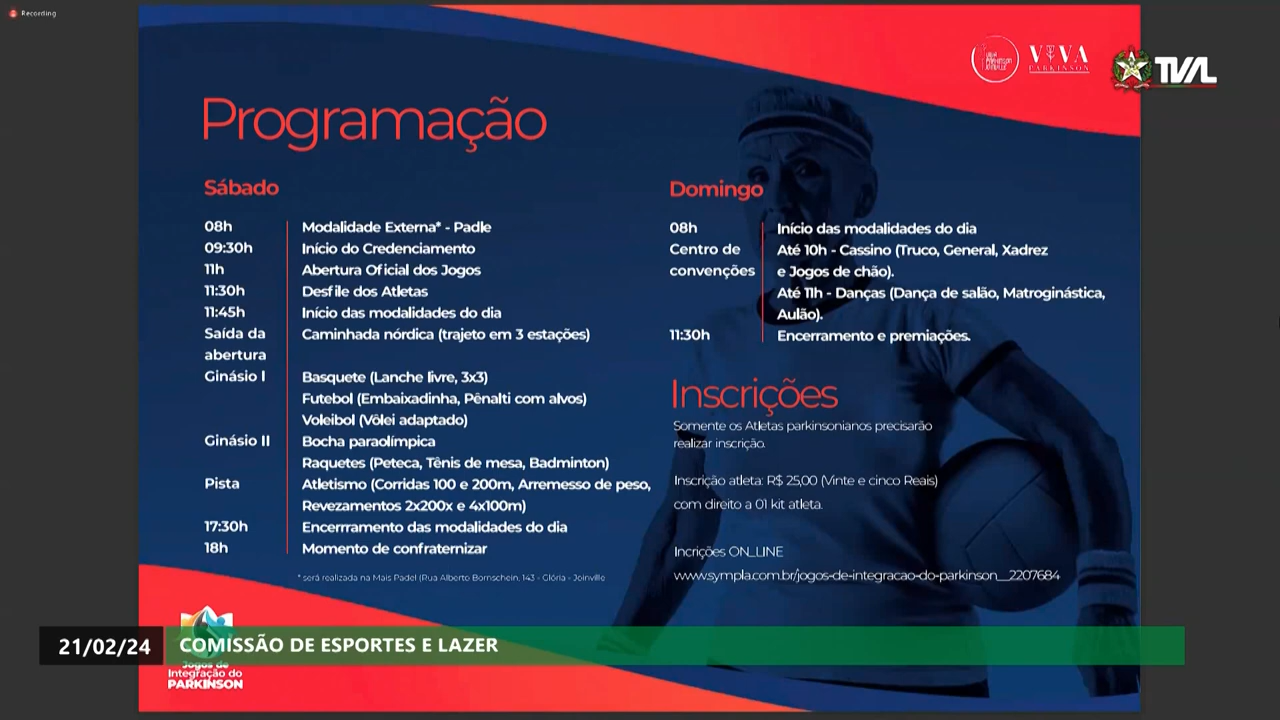 Recording
VIVA
PARKINSON
TVAL
Programação
Sábado
08h Modalidade Externa* - Padle
09:30h Início do Credenciamento
11h Abertura Oficial dos Jogos
11:30h Desfile dos Atletas
11:45h Início das modalidades do dia
Saída da Caminhada nórdica (trajeto em 3 estações)
abertura
Ginásio I Basquete (Lanche livre, 3x3)
Futebol (Embaixadinha, Pênalti com alvos)
Voleibol (Vôlei adaptado)
Ginásio II Bocha paraolímpica
Raquetes (Peteca, Tênis de mesa, Badminton)
Pista Atletismo (Corridas 100 e 200m, Arremesso de peso,
Revezamentos 2x200x e 4x100m)
17:30h Encerrramento das modalidades do dia
18h Momento de confraternizar
* será realizada na Mais Padel (Rua Alberto Bornschein, 143 - Glória - Joinville
Domingo
08h Início das modalidades do dia
Centro de Até 10h - Cassino (Truco, General, Xadrez
convenções e Jogos de chão).
Até 11h - Danças (Dança de salão, Matroginástica,
Aulão).
11:30h Encerramento e premiações.
Inscrições
Somente os Atletas parkinsonianos precisarão
realizar inscrição.
Inscrição atleta: R$ 25,00 (Vinte e cinco Reais)
com direito a 01 kit atleta.
Incrições ON_LINE
www.sympla.com.br/jogos-de-integracao-do-parkinson__2207684
21/02/24 COMISSÃO DE ESPORTES E LAZER
Jogos de
Integração do
PARKINSON